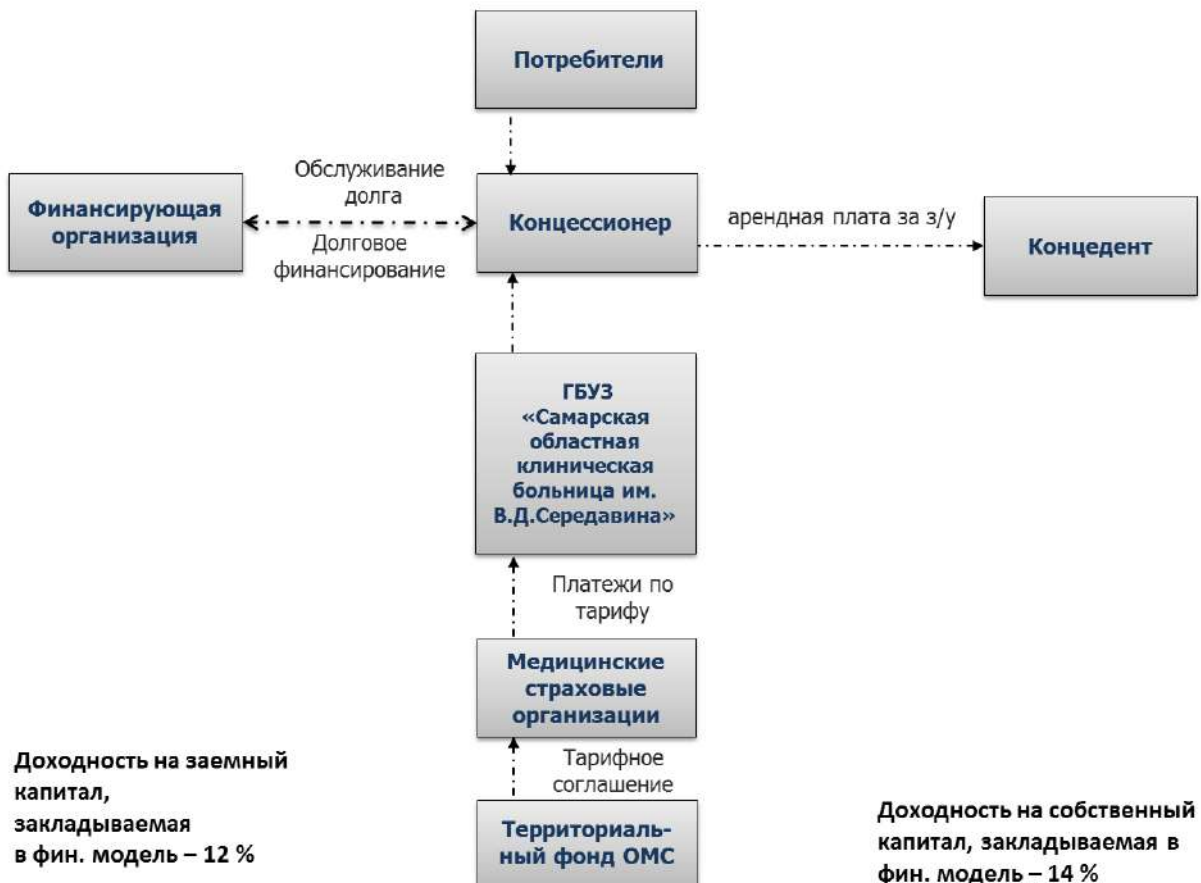 Потребители
Обслуживание
долга
Финансирующая
организация
Долговое
финансирование
Концессионер
арендная плата за з/у
Концедент
ГБУЗ
«Самарская
областная
клиническая
больница им.
В.Д.Середавина»
Платежи по
тарифу
Медицинские
страховые
организации
Тарифное
соглашение
Территориаль-
ный фонд ОМС
Доходность на заемный
капитал,
закладываемая
в фин. модель – 12 %
Доходность на собственный
капитал, закладываемая в
фин. модель – 14 %